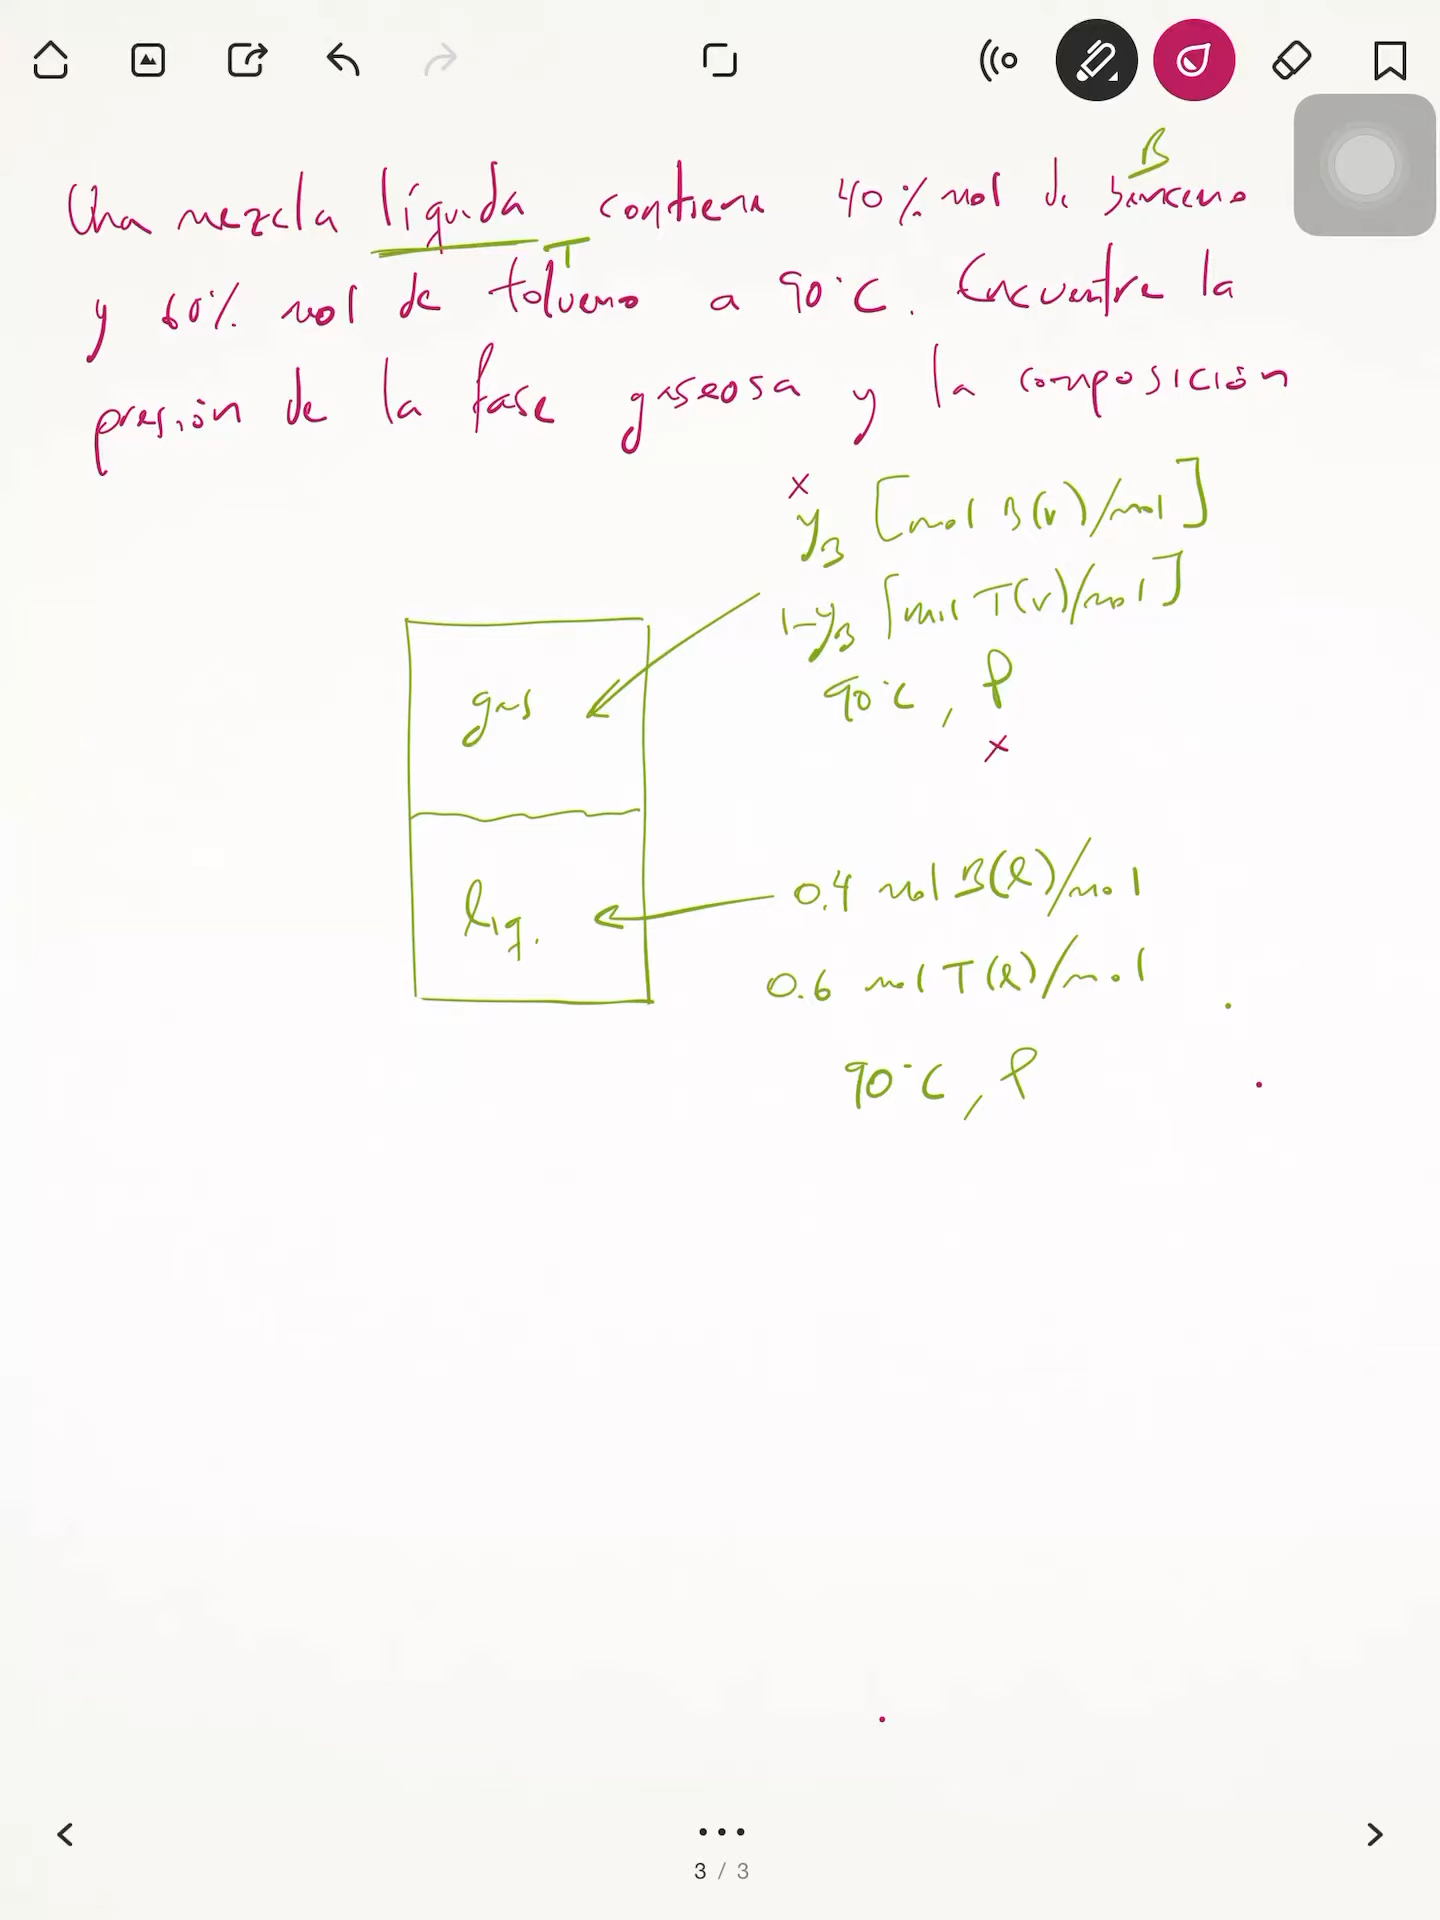 B
Una mezcla líquida contiene 40% mol de benceno
T
y 60% mol de tolueno a 90°C. Encuentre la
presión de la fase gaseosa y la composición
x
y_B [mol B(v)/mol]
1-y_B [mol T(v)/mol]
90°C, P
x
gas
liq.
0.4 mol B(l)/mol
0.6 mol T(l)/mol
90°C, P
3 / 3